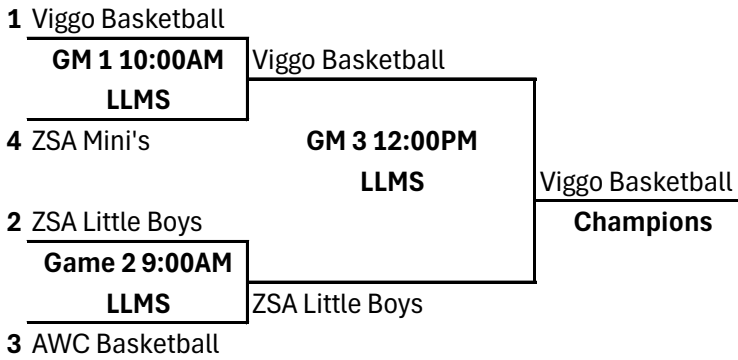 1 Viggo Basketball
GM 1 10:00AM
Viggo Basketball
LLMS
4 ZSA Mini's
GM 3 12:00PM
LLMS
Viggo Basketball
2 ZSA Little Boys
Champions
Game 2 9:00AM
LLMS
ZSA Little Boys
3 AWC Basketball